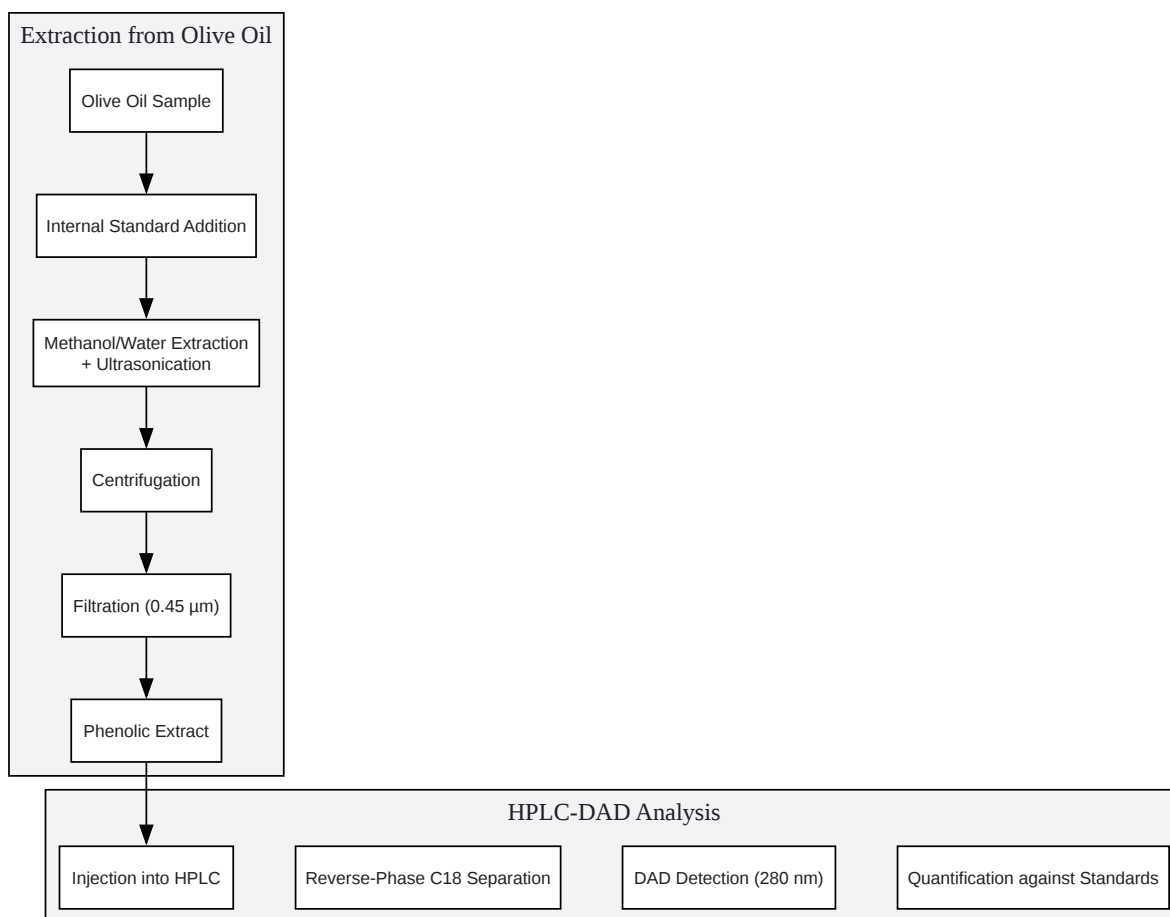 Extraction from Olive Oil
Olive Oil Sample
Internal Standard Addition
Methanol/Water Extraction
+ Ultrasonication
Centrifugation
Filtration (0.45 µm)
Phenolic Extract
HPLC-DAD Analysis
Injection into HPLC
Reverse-Phase C18 Separation
DAD Detection (280 nm)
Quantification against Standards